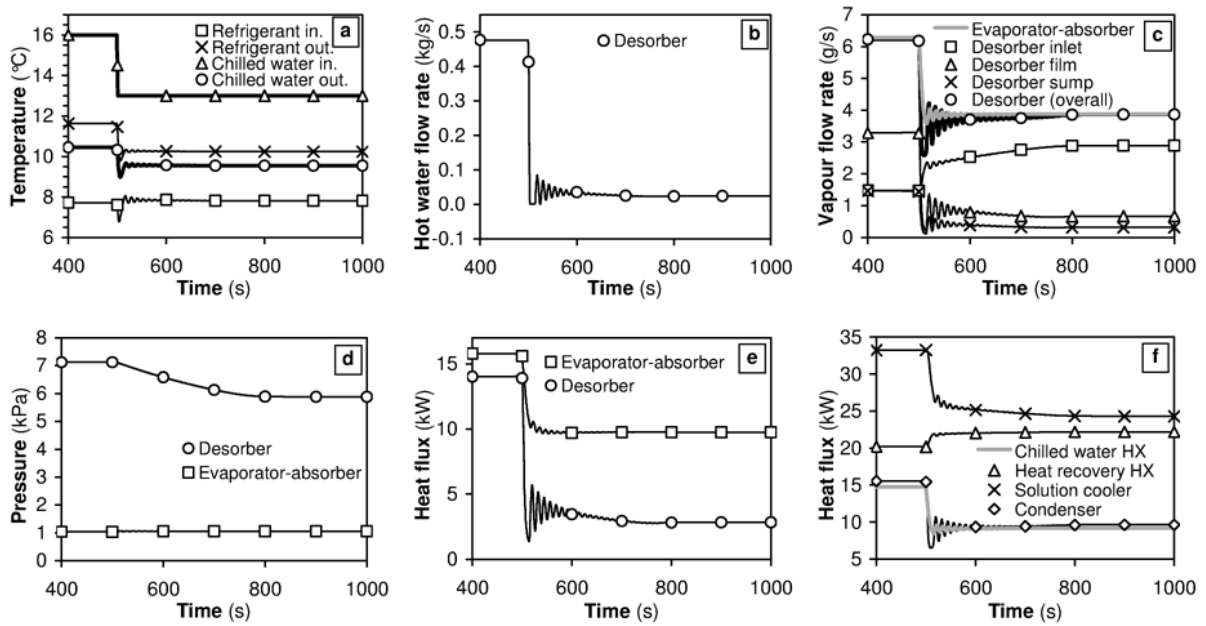 a
Refrigerant in.
Refrigerant out.
Chilled water in.
Chilled water out.
Temperature (°C)
16
14
12
10
8
6
400 600 800 1000
Time (s)
b
Desorber
Hot water flow rate (kg/s)
0.5
0.4
0.3
0.2
0.1
0.0
-0.1
400 600 800 1000
Time (s)
c
Evaporator-absorber
Desorber inlet
Desorber film
Desorber sump
Desorber (overall)
Vapour flow rate (g/s)
7
6
5
4
3
2
1
0
400 600 800 1000
Time (s)
d
Desorber
Evaporator-absorber
Pressure (kPa)
8
7
6
5
4
3
2
1
0
400 600 800 1000
Time (s)
e
Evaporator-absorber
Desorber
Heat flux (kW)
15
10
5
0
400 600 800 1000
Time (s)
f
Chilled water HX
Heat recovery HX
Solution cooler
Condenser
Heat flux (kW)
35
30
25
20
15
10
5
400 600 800 1000
Time (s)